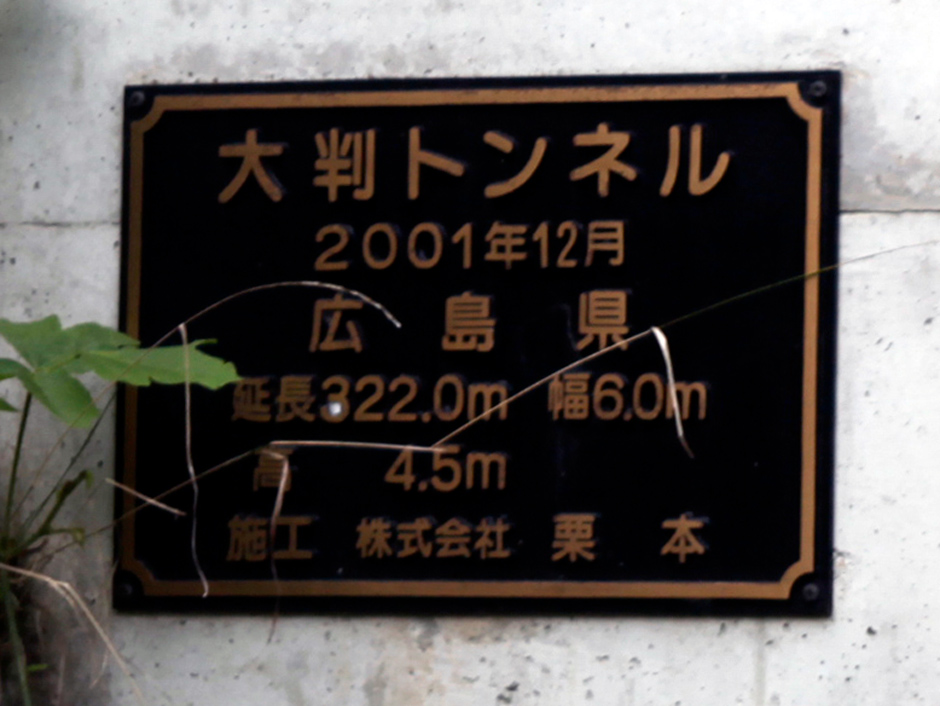 大判トンネル
2001年12月
広島県
延長322.0m 幅6.0m
高 4.5m
施工 株式会社 栗本